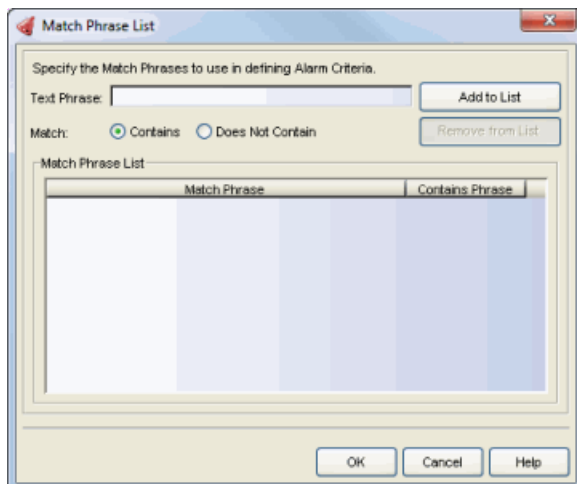 Match Phrase List
Specify the Match Phrases to use in defining Alarm Criteria.
Text Phrase:
Add to List
Match: Contains Does Not Contain
Remove from List
Match Phrase List
Match Phrase Contains Phrase
OK Cancel Help